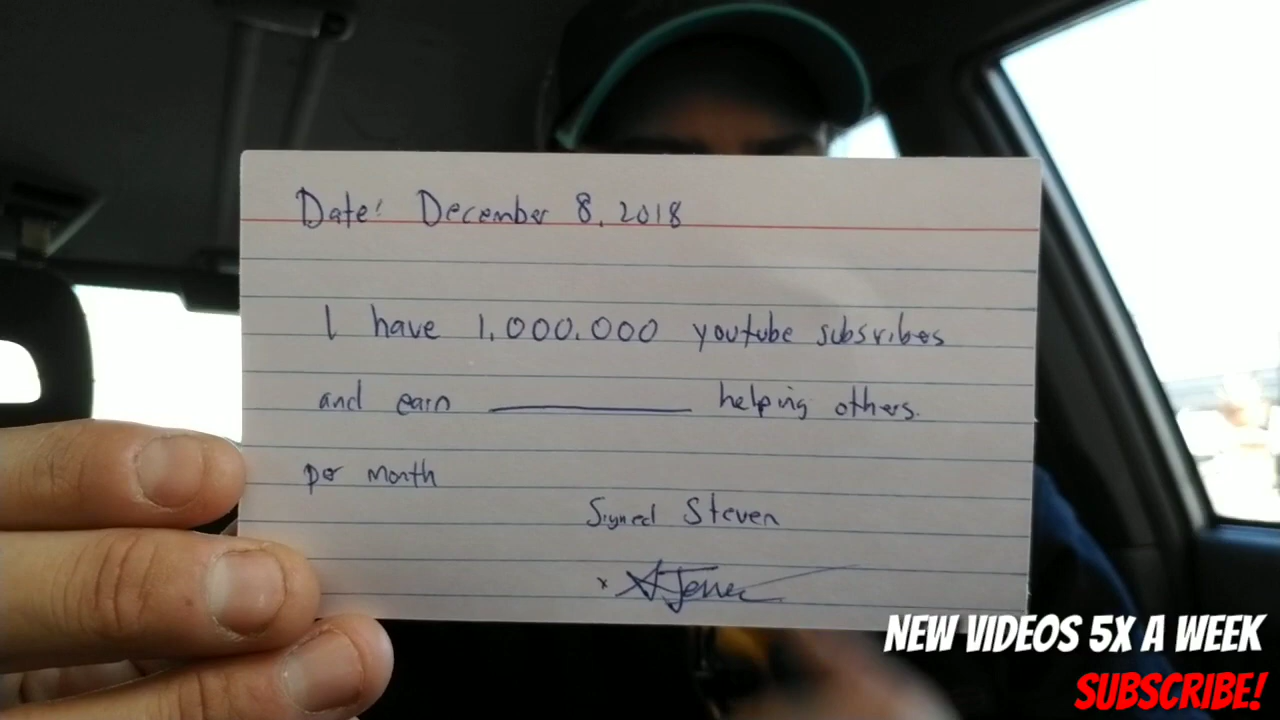 Date: December 8, 2018
I have 1,000,000 youtube subsribes
and earn ____________ helping others.
per month
Signed Steven
x
NEW VIDEOS 5X A WEEK
SUBSCRIBE!